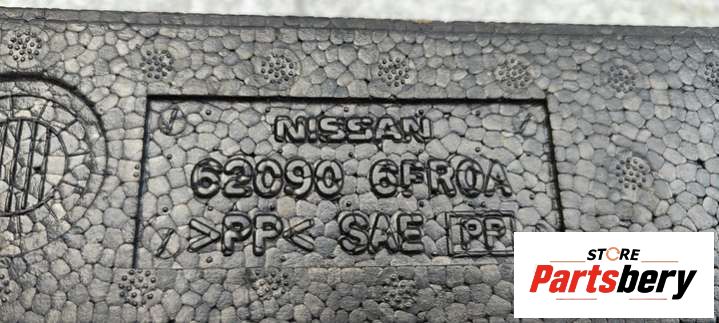 NISSAN
62090 6FR0A
>PP< SAE PP
STORE
Partsbery